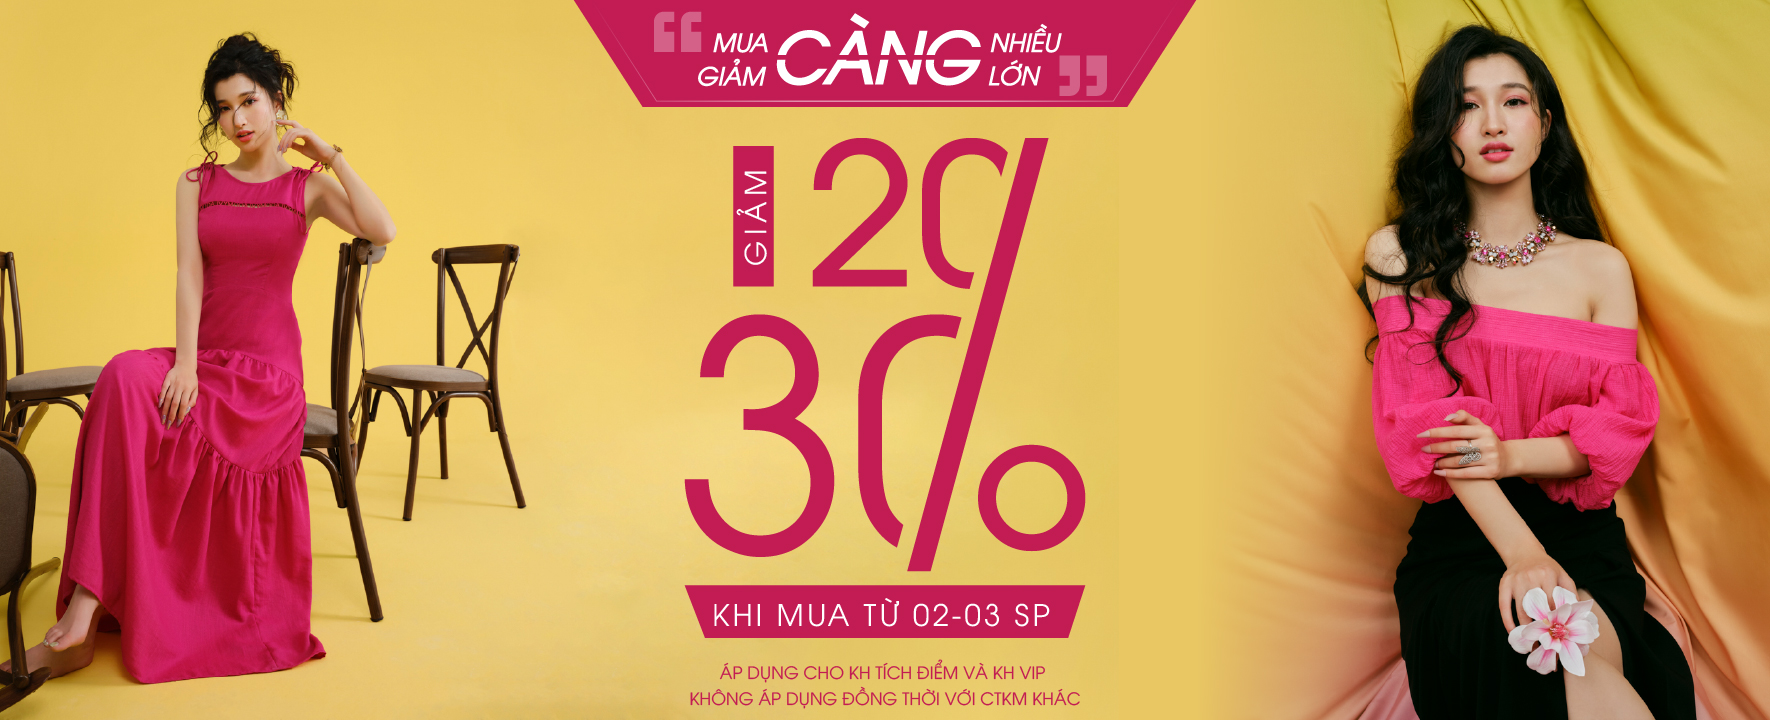 “ MUA CÀNG NHIỀU
GIẢM CÀNG LỚN ”
GIẢM 20
30%
KHI MUA TỪ 02-03 SP
ÁP DỤNG CHO KH TÍCH ĐIỂM VÀ KH VIP
KHÔNG ÁP DỤNG ĐỒNG THỜI VỚI CTKM KHÁC